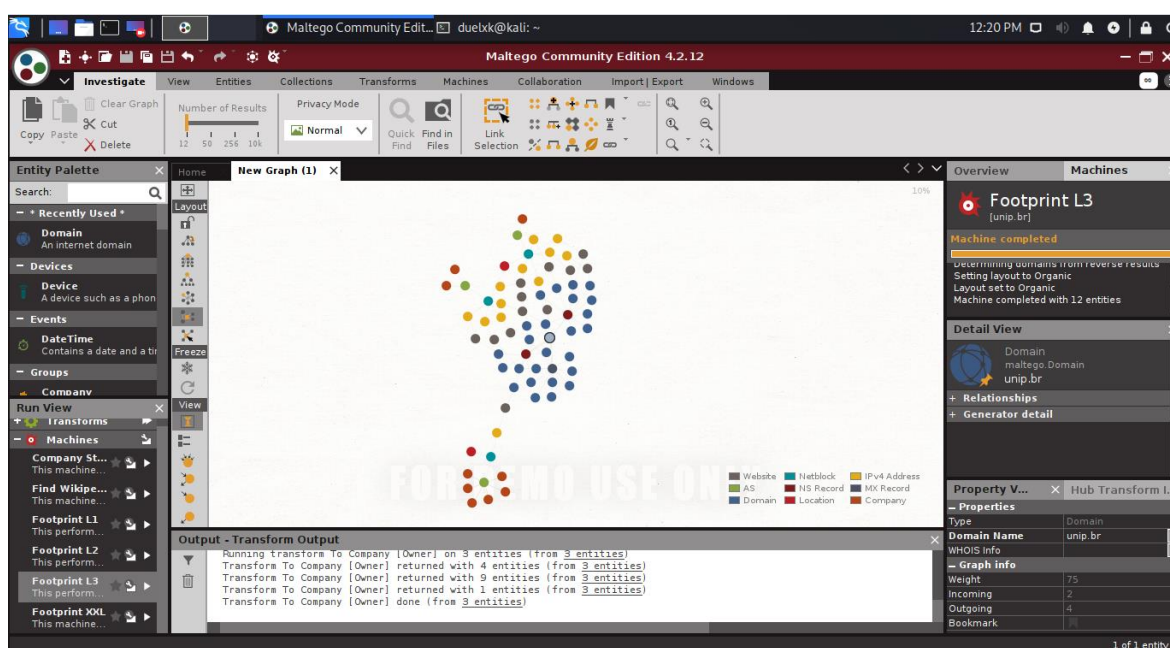 Maltego Community Edit...
duelxk@kali: ~
12:20 PM
Maltego Community Edition 4.2.12
Investigate View Entities Collections Transforms Machines Collaboration Import | Export Windows
Copy
Paste
Clear Graph
Cut
Delete
Number of Results
12 50 256 10k
Privacy Mode
Normal
Quick Find
Find in Files
Link Selection
Entity Palette
Search:
* Recently Used *
Domain
An internet domain
Devices
Device
A device such as a phon
Events
DateTime
Contains a date and a ti
Groups
Company
Run View
Transforms
Machines
Company St...
This machine...
Find Wikipe...
This machine...
Footprint L1
This perform...
Footprint L2
This perform...
Footprint L3
This perform...
Footprint XXL
This machine...
Home
New Graph (1)
Layout
Freeze
View
10%
FOR DEMO USE ON
Website Netblock IPv4 Address
AS NS Record MX Record
Domain Location Company
Output - Transform Output
Running transform To Company [Owner] on 3 entities (from 3 entities)
Transform To Company [Owner] returned with 4 entities (from 3 entities)
Transform To Company [Owner] returned with 9 entities (from 3 entities)
Transform To Company [Owner] returned with 1 entities (from 3 entities)
Transform To Company [Owner] done (from 3 entities)
Overview Machines
Footprint L3
[unip.br]
Machine completed
Determining domains from reverse results
Setting layout to Organic
Layout set to Organic
Machine completed with 12 entities
Detail View
Domain
maltego.Domain
unip.br
Relationships
Generator detail
Property V... Hub Transform I...
Properties
Type Domain
Domain Name unip.br
WHOIS Info
Graph info
Weight 75
Incoming 2
Outgoing 4
Bookmark
1 of 1 entity